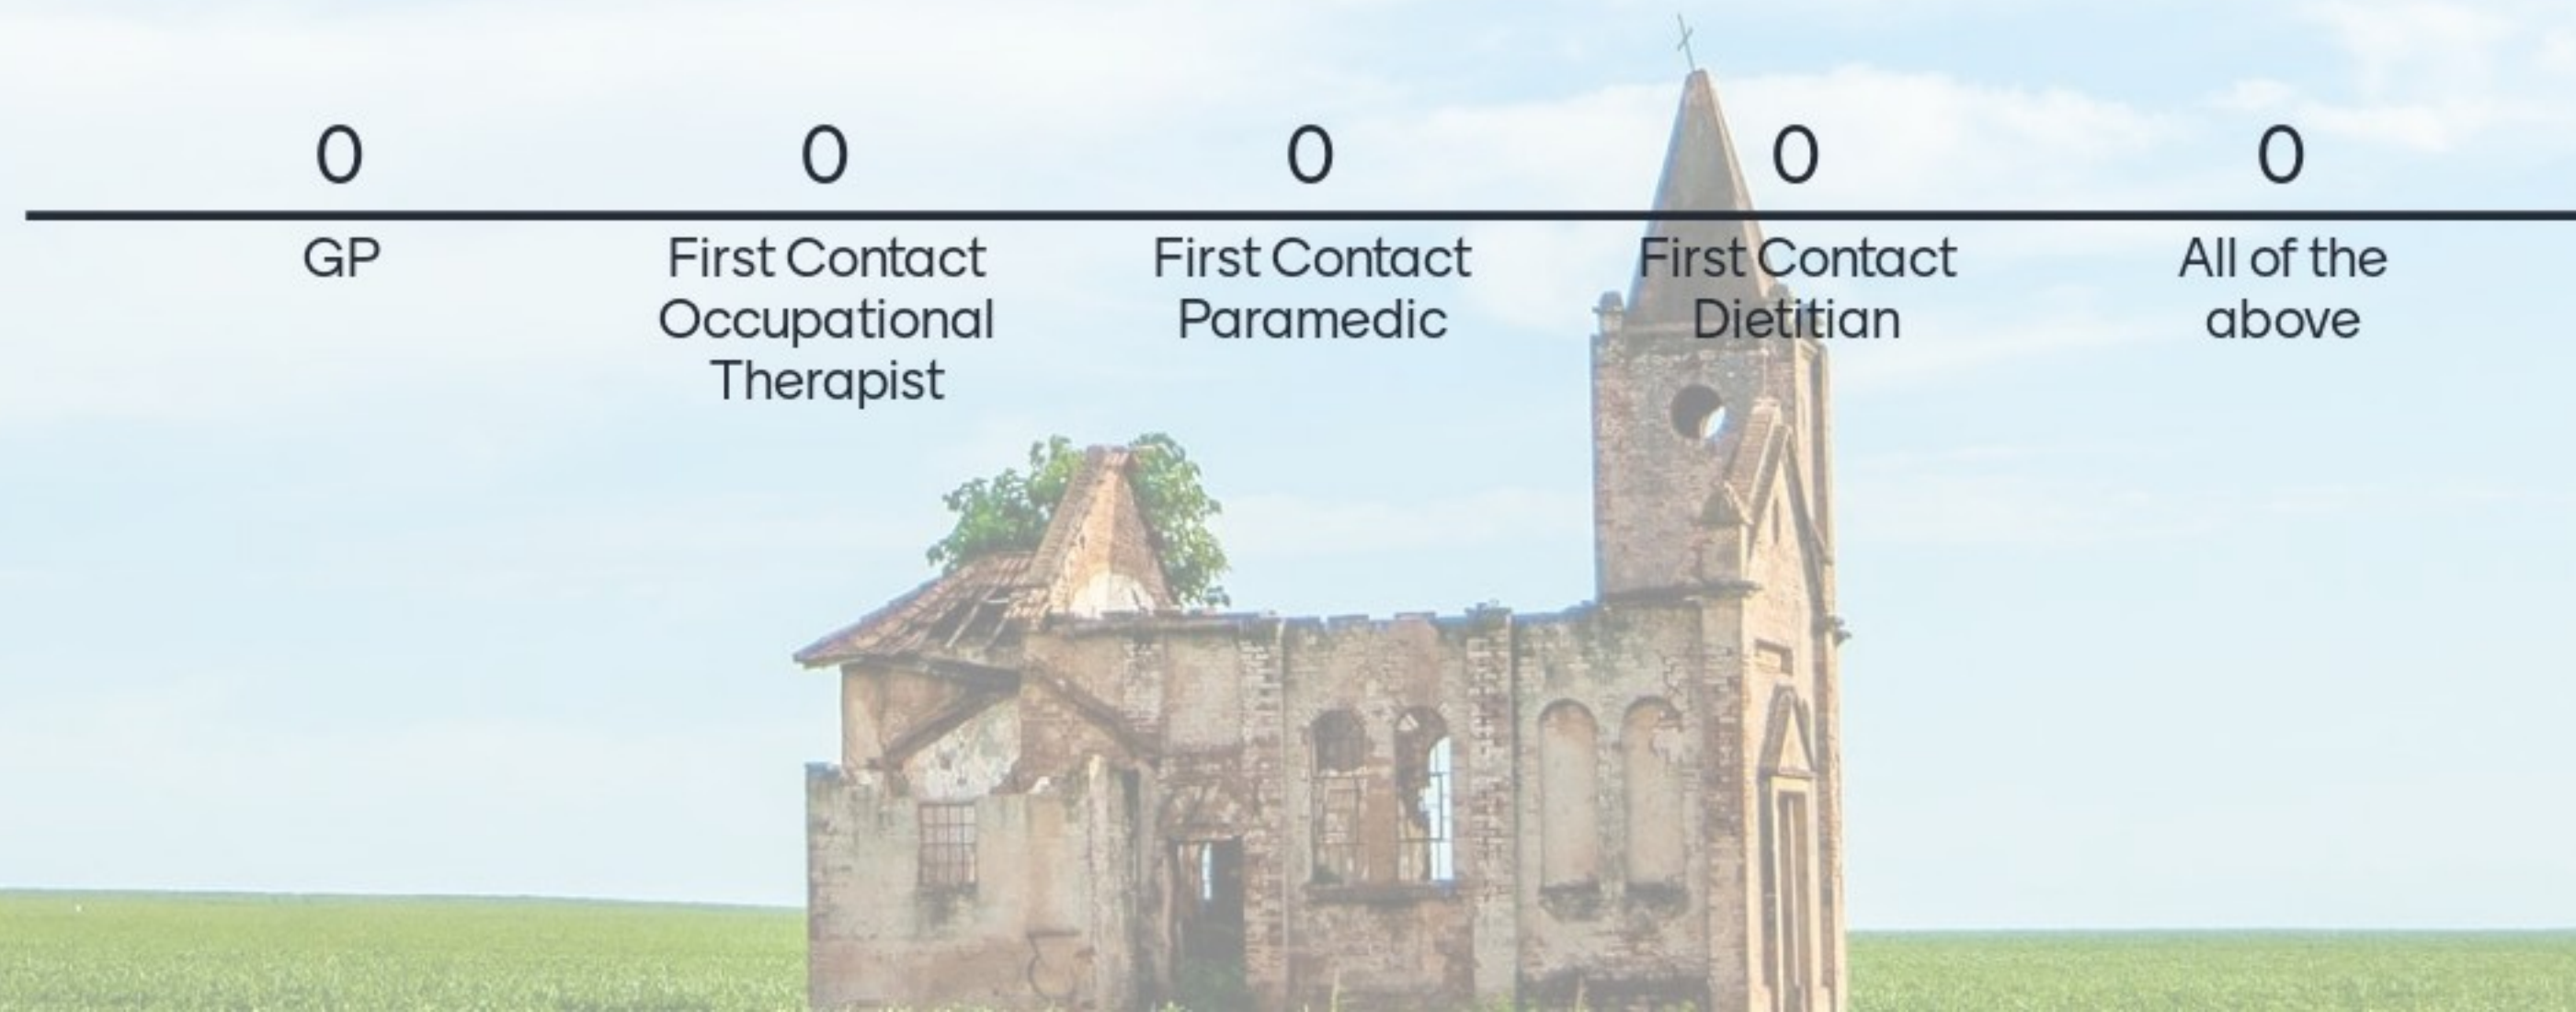 0 0 0 0 0
GP
First Contact
Occupational
Therapist
First Contact
Paramedic
First Contact
Dietitian
All of the
above